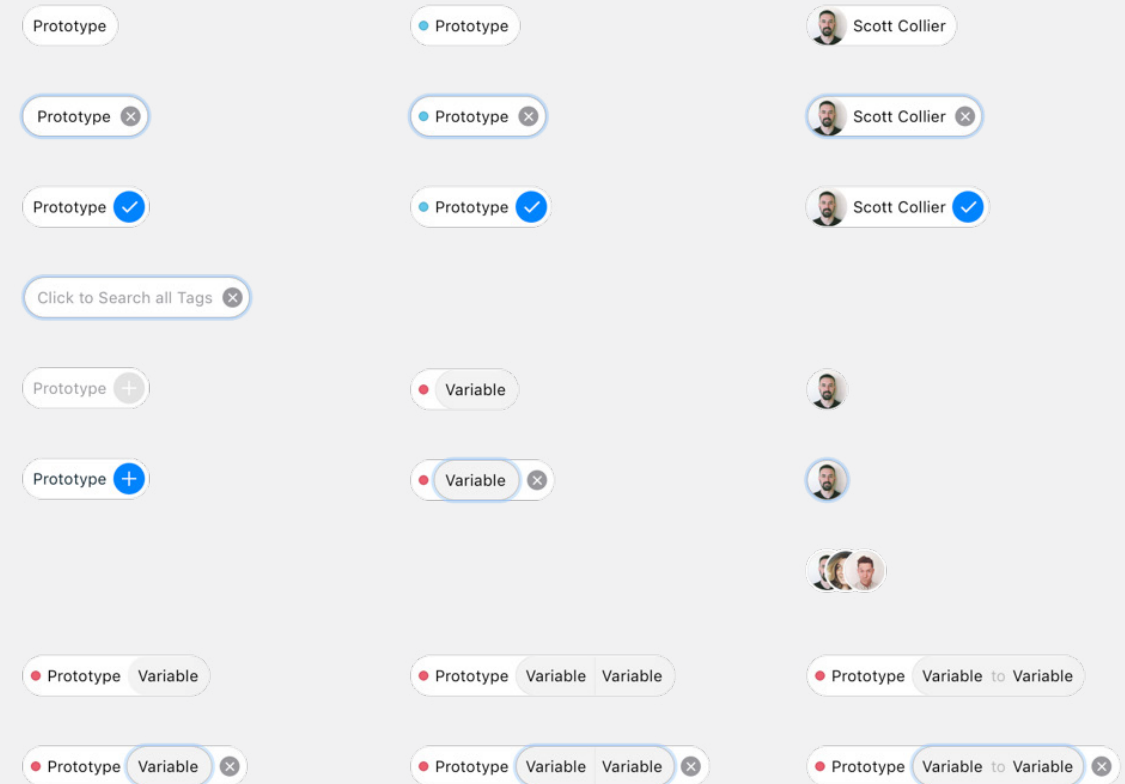 Prototype
Prototype
Scott Collier
Prototype
Prototype
Scott Collier
Prototype
Prototype
Scott Collier
Click to Search all Tags
Prototype
Variable
Prototype
Variable
Prototype Variable
Prototype Variable Variable
Prototype Variable to Variable
Prototype Variable
Prototype Variable Variable
Prototype Variable to Variable